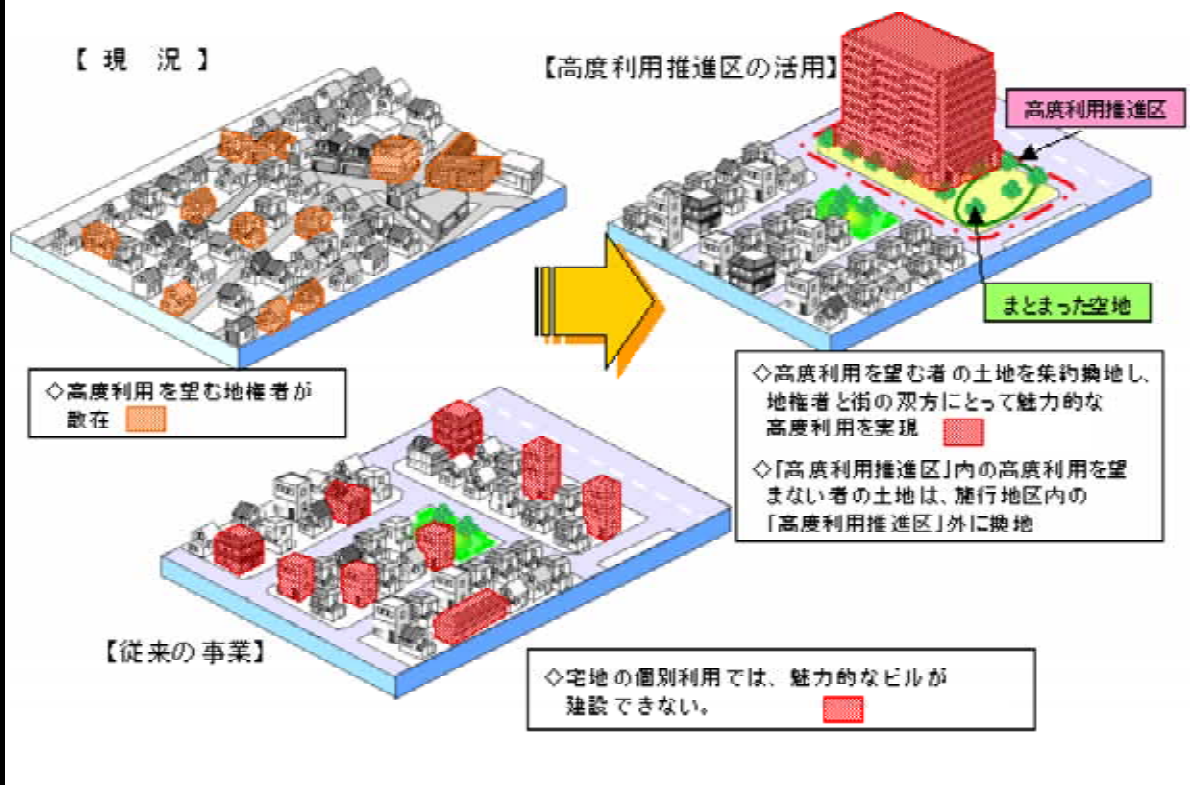 【 現 況 】
◇高度利用を望む地権者が
散在
【高度利用推進区の活用】
高度利用推進区
まとまった空地
◇高度利用を望む者の土地を集約換地し、
地権者と街の双方にとって魅力的な
高度利用を実現
◇「高度利用推進区」内の高度利用を望
まない者の土地は、施行地区内の
「高度利用推進区」外に換地
【従来の事業】
◇宅地の個別利用では、魅力的なビルが
建設できない。